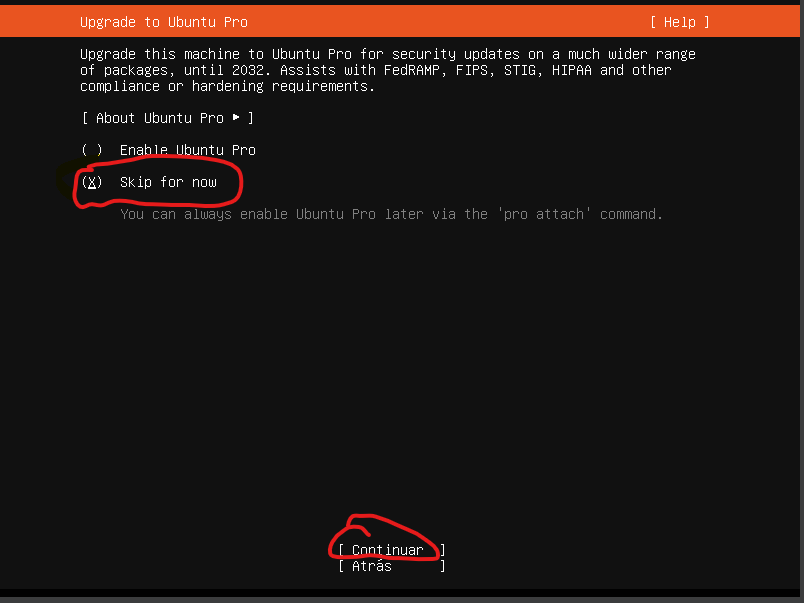 Upgrade to Ubuntu Pro [ Help ]
Upgrade this machine to Ubuntu Pro for security updates on a much wider range
of packages, until 2032. Assists with FedRAMP, FIPS, STIG, HIPAA and other
compliance or hardening requirements.
[ About Ubuntu Pro ▸ ]
( ) Enable Ubuntu Pro
(X) Skip for now
You can always enable Ubuntu Pro later via the 'pro attach' command.
[ Continuar ]
[ Atrás ]